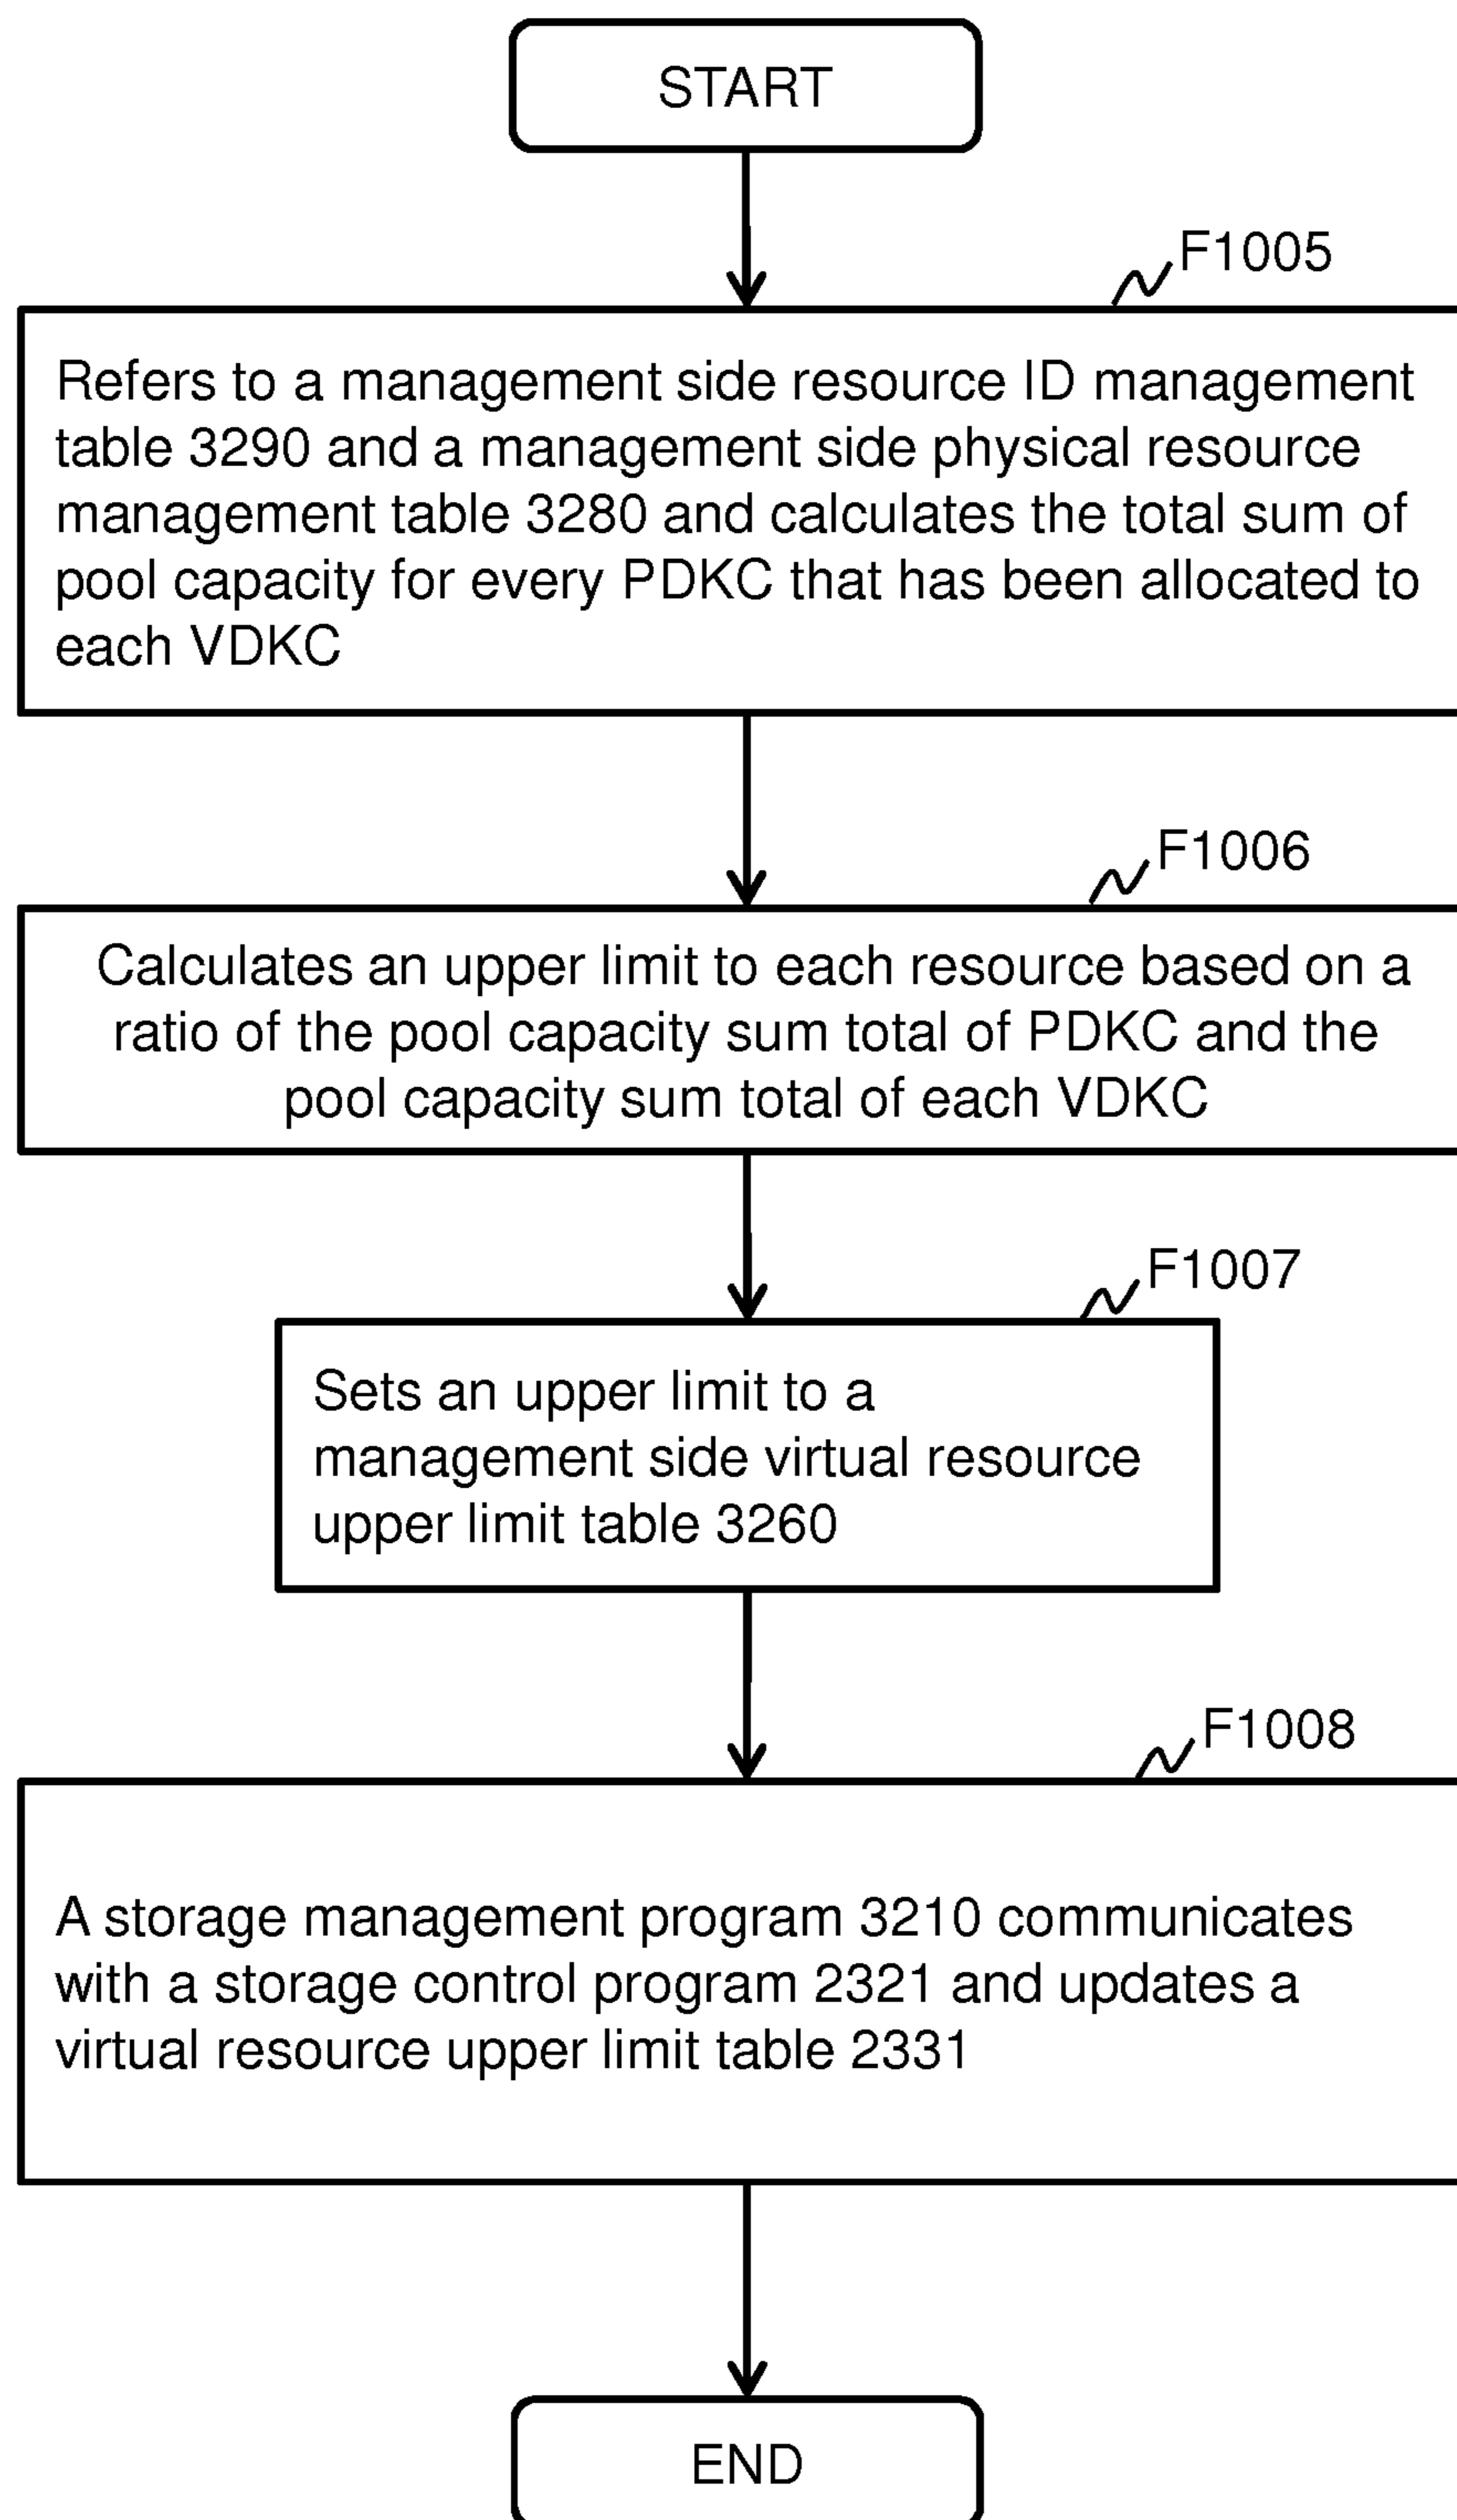 START
F1005
Refers to a management side resource ID management
table 3290 and a management side physical resource
management table 3280 and calculates the total sum of
pool capacity for every PDKC that has been allocated to
each VDKC
F1006
Calculates an upper limit to each resource based on a
ratio of the pool capacity sum total of PDKC and the
pool capacity sum total of each VDKC
F1007
Sets an upper limit to a
management side virtual resource
upper limit table 3260
F1008
A storage management program 3210 communicates
with a storage control program 2321 and updates a
virtual resource upper limit table 2331
END